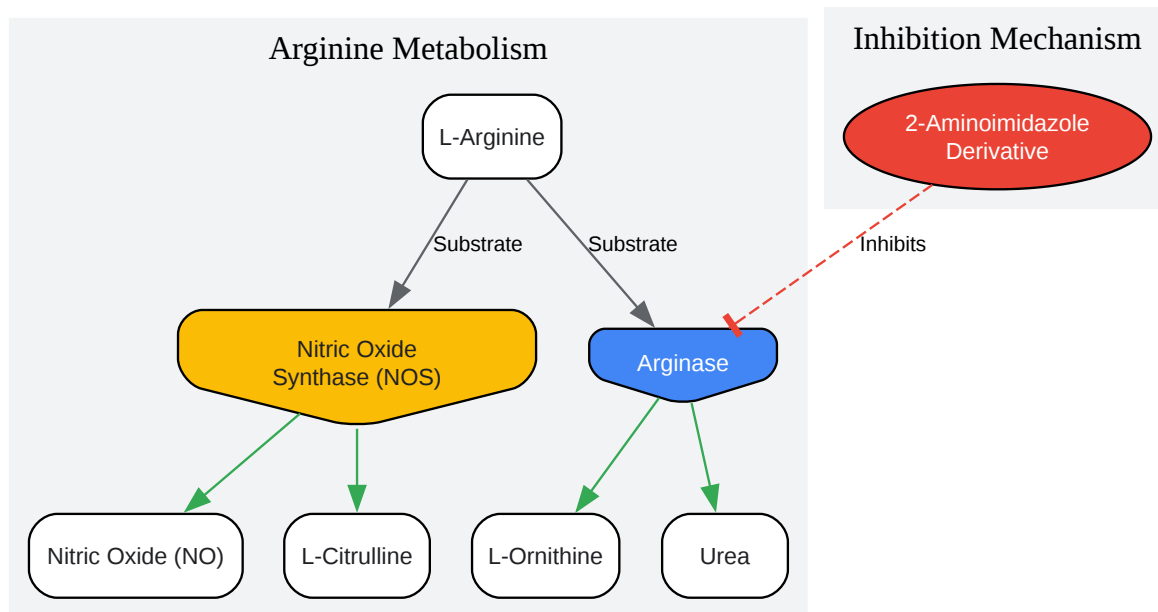 Arginine Metabolism
Inhibition Mechanism
2-Aminoimidazole
Derivative
L-Arginine
Substrate
Substrate
Inhibits
Nitric Oxide
Synthase (NOS)
Arginase
Nitric Oxide (NO)
L-Citrulline
L-Ornithine
Urea